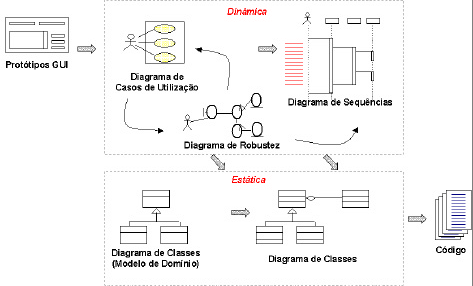 Dinâmica
Protótipos GUI
Diagrama de
Casos de Utilização
Diagrama de Sequências
Diagrama de Robustez
Estática
Diagrama de Classes
(Modelo de Domínio)
Diagrama de Classes
Código